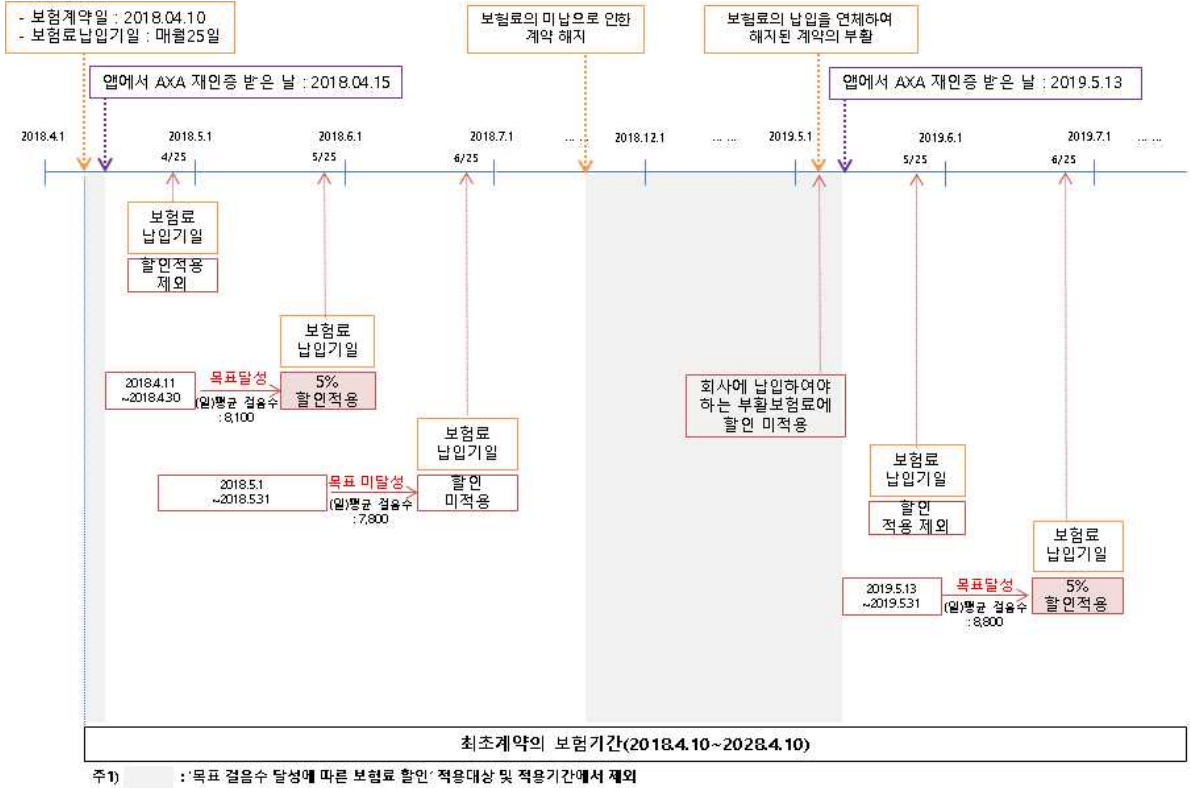 - 보험계약일 : 2018.04.10
- 보험료납입기일 : 매월25일
보험료의 미납으로 인한
계약 해지
보험료의 납입을 연체하여
해지된 계약의 부활
앱에서 AXA 재인증 받은 날 : 2018.04.15
앱에서 AXA 재인증 받은 날 : 2019.5.13
2018.4.1
2018.5.1
2018.6.1
2018.7.1
... ...
2018.12.1
... ...
2019.5.1
2019.6.1
2019.7.1
... ...
4/25
5/25
6/25
5/25
6/25
보험료
납입기일
할인적용
제외
보험료
납입기일
2018.4.11
~2018.4.30
목표달성
(일)평균 걸음수
: 8,100
5%
할인적용
회사에 납입하여야
하는 부활보험료에
할인 미적용
보험료
납입기일
2018.5.1
~2018.5.31
목표 미달성
(일)평균 걸음수
: 7,800
할인
미적용
보험료
납입기일
할인
적용 제외
보험료
납입기일
2019.5.13
~2019.5.31
목표달성
(일)평균 걸음수
: 8,800
5%
할인적용
최초계약의 보험기간(2018.4.10~2028.4.10)
주1) : '목표 걸음수 달성에 따른 보험료 할인' 적용대상 및 적용기간에서 제외